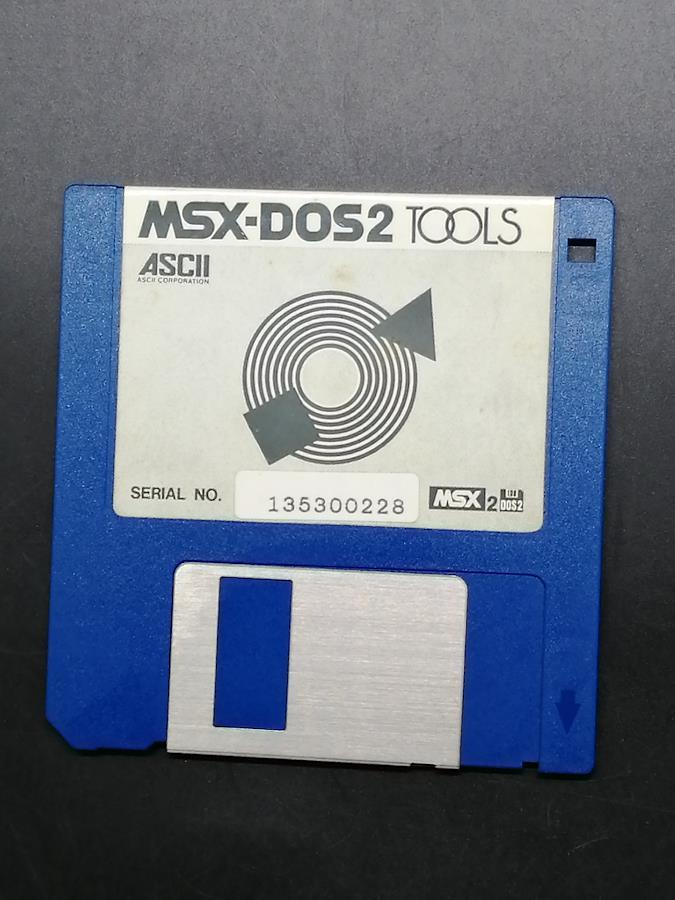 MSX-DOS2 TOOLS
ASCII
ASCII CORPORATION
SERIAL NO. 135300228
MSX 2 DOS2